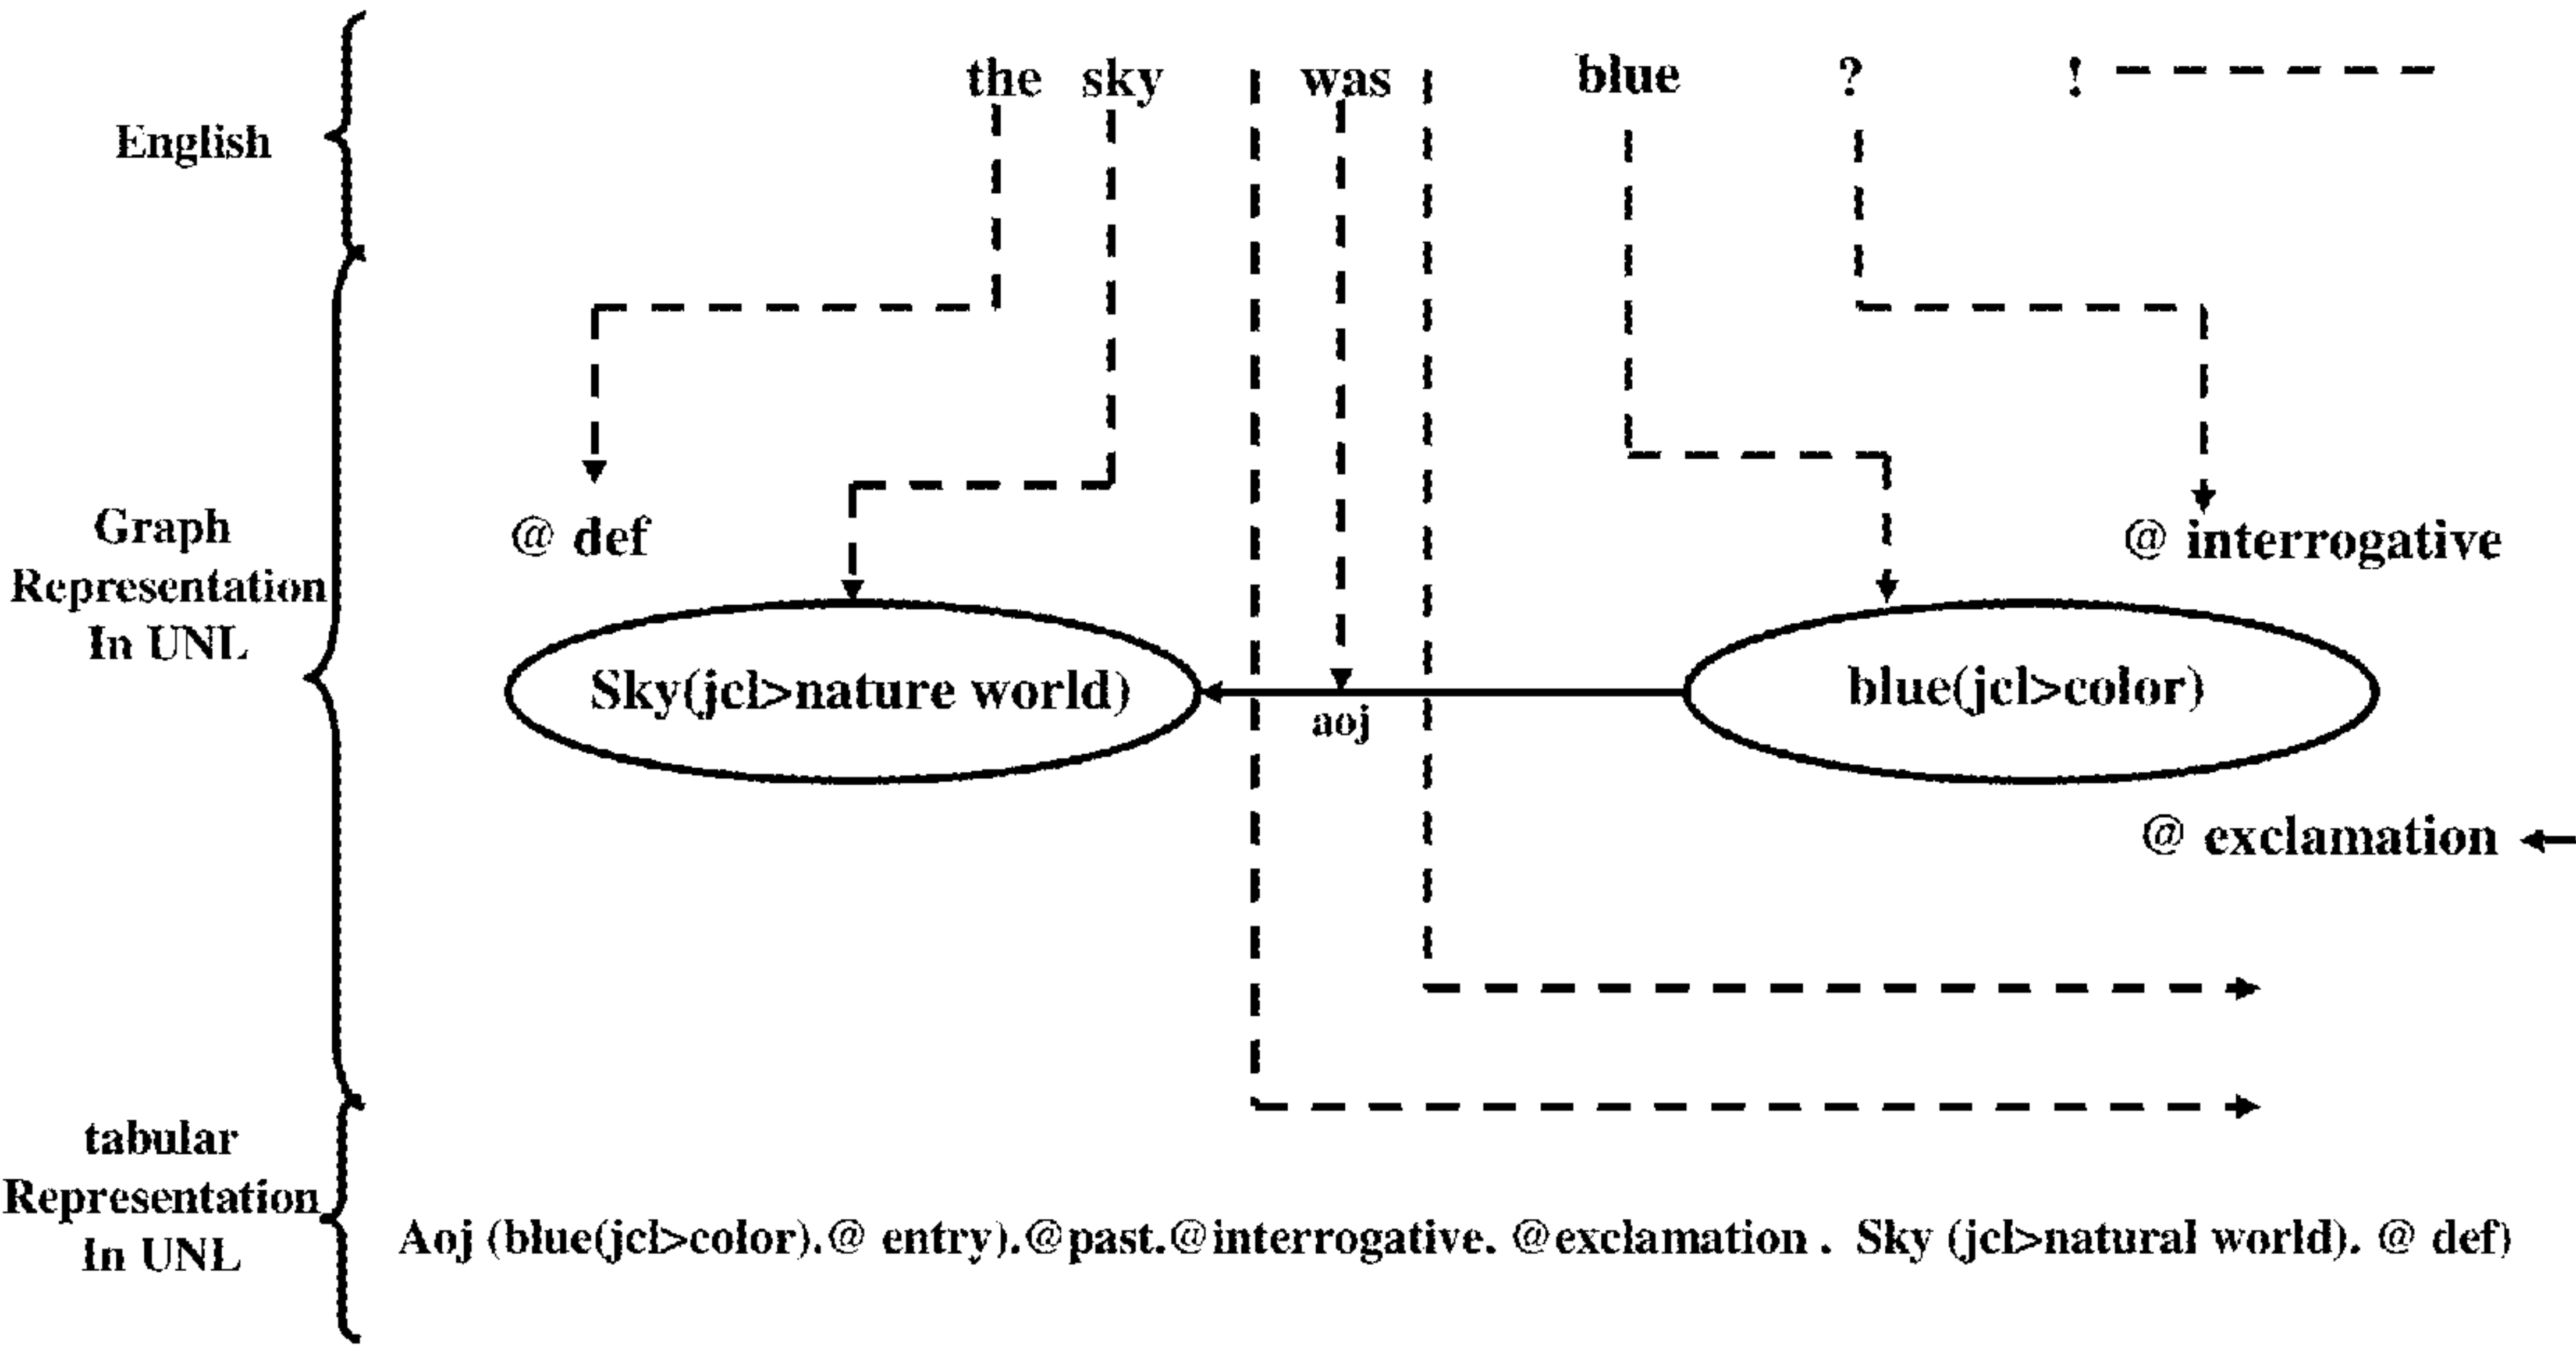 the sky was blue ? !
English
@ def
@ interrogative
Graph
Representation
In UNL
Sky(jcl>nature world)
aoj
blue(jcl>color)
@ exclamation
tabular
Representation
In UNL
Aoj (blue(jcl>color).@ entry).@past.@interrogative. @exclamation . Sky (jcl>natural world). @ def)